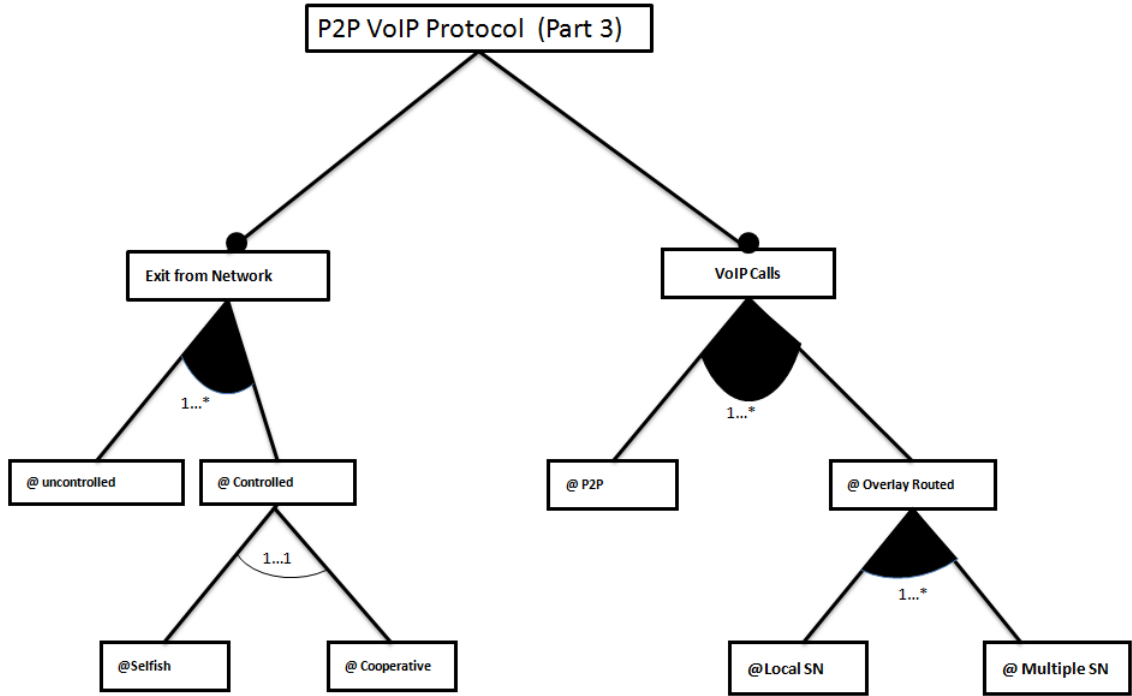 P2P VoIP Protocol  (Part 3)
Exit from Network
VoIP Calls
1...*
1...*
@ uncontrolled
@ Controlled
@ P2P
@ Overlay Routed
1...1
1...*
@Selfish
@ Cooperative
@Local SN
@ Multiple SN